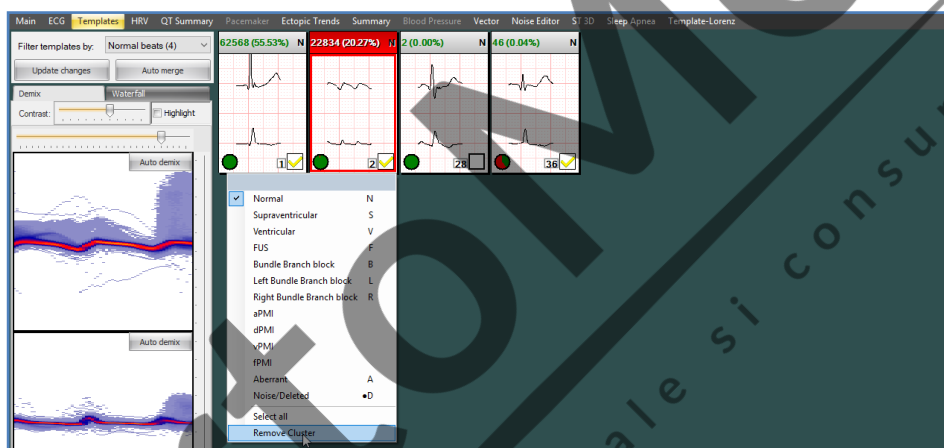 Main ECG Templates HRV QT Summary Pacemaker Ectopic Trends Summary Blood Pressure Vector Noise Editor ST 3D Sleep Apnea Template-Lorenz
Filter templates by: Normal beats (4)
Update changes Auto merge
Demix Waterfall
Contrast: Highlight
Auto demix
Auto demix
62568 (55.53%) N 22834 (20.27%) N 2 (0.00%) N 46 (0.04%) N
1 2 28 36
Normal N
Supraventricular S
Ventricular V
FUS F
Bundle Branch block B
Left Bundle Branch block L
Right Bundle Branch block R
aPMI
dPMI
vPMI
fPMI
Aberrant A
Noise/Deleted •D
Select all
Remove Cluster
ale si consu